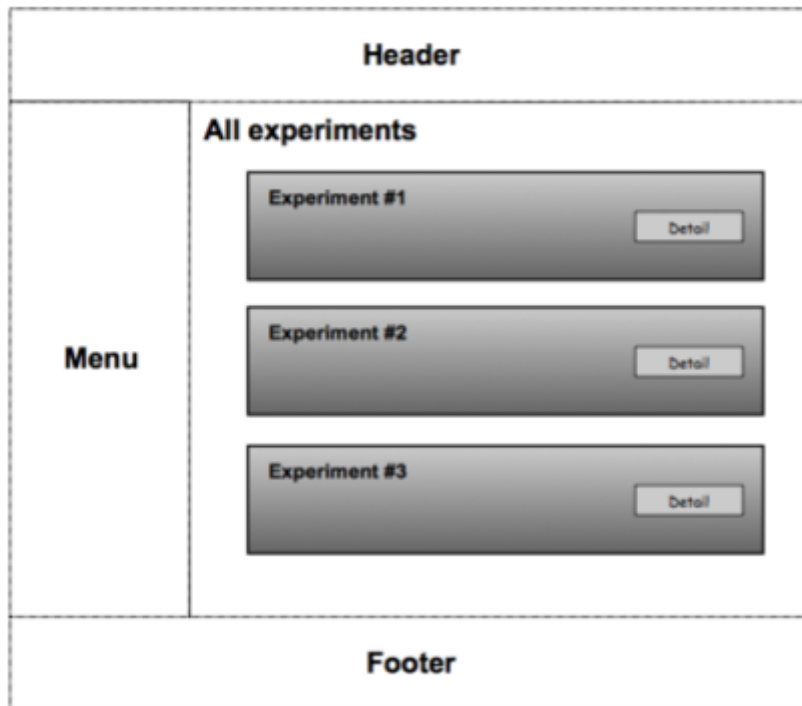 Header
All experiments
Experiment #1
Detail
Menu
Experiment #2
Detail
Experiment #3
Detail
Footer